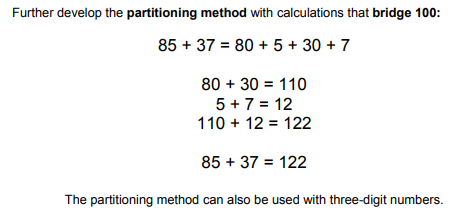 Further develop the partitioning method with calculations that bridge 100:
85 + 37 = 80 + 5 + 30 + 7
80 + 30 = 110
5 + 7 = 12
110 + 12 = 122
85 + 37 = 122
The partitioning method can also be used with three-digit numbers.